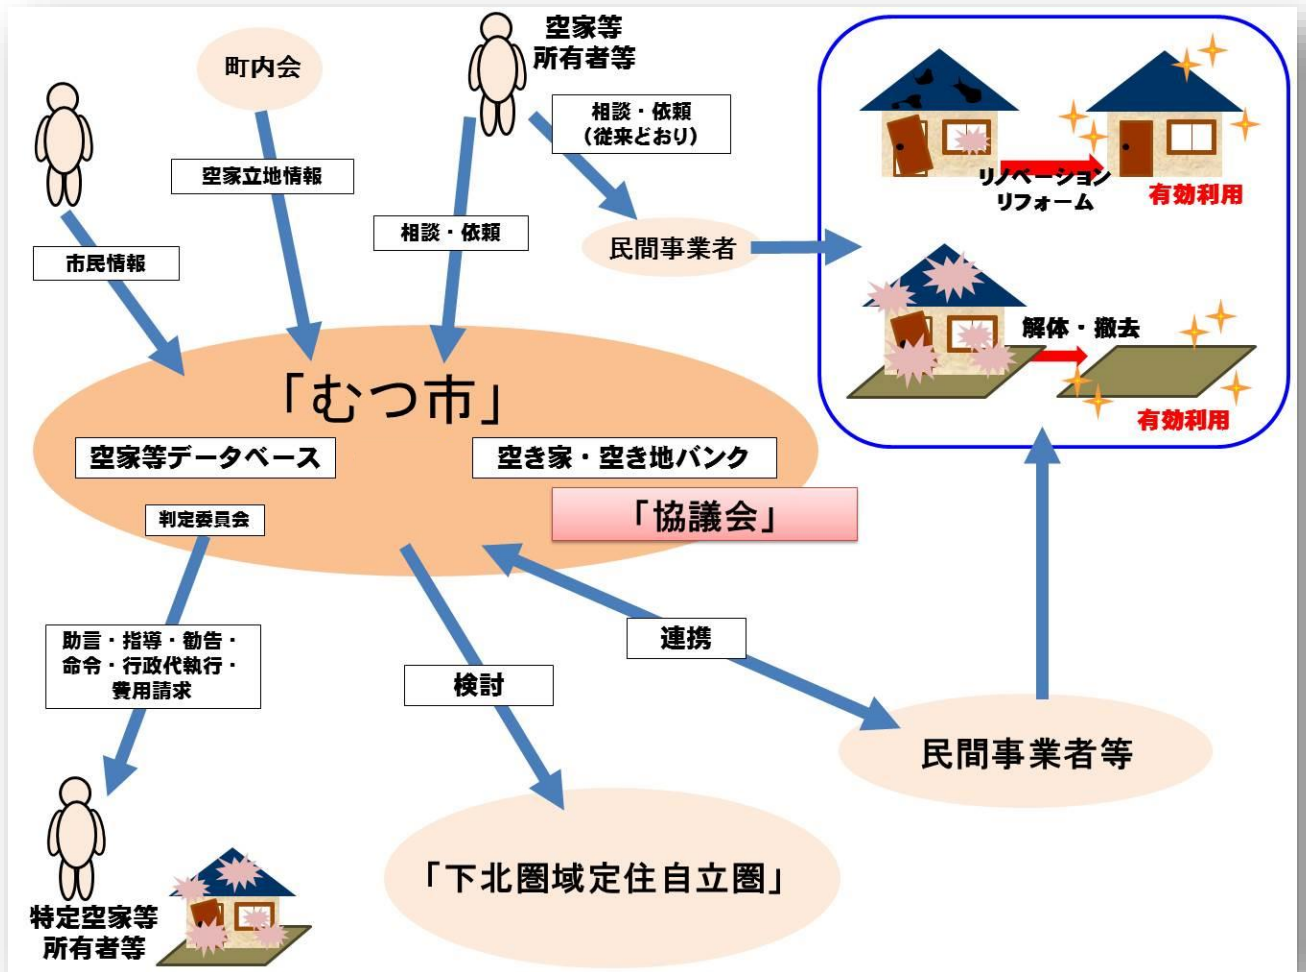 空家等
所有者等
町内会
相談・依頼
(従来どおり)
空家立地情報
相談・依頼
民間事業者
市民情報
リノベーション
リフォーム
有効利用
解体・撤去
有効利用
「むつ市」
空家等データベース
空き家・空き地バンク
判定委員会
「協議会」
助言・指導・勧告・
命令・行政代執行・
費用請求
検討
連携
民間事業者等
「下北圏域定住自立圏」
特定空家等
所有者等